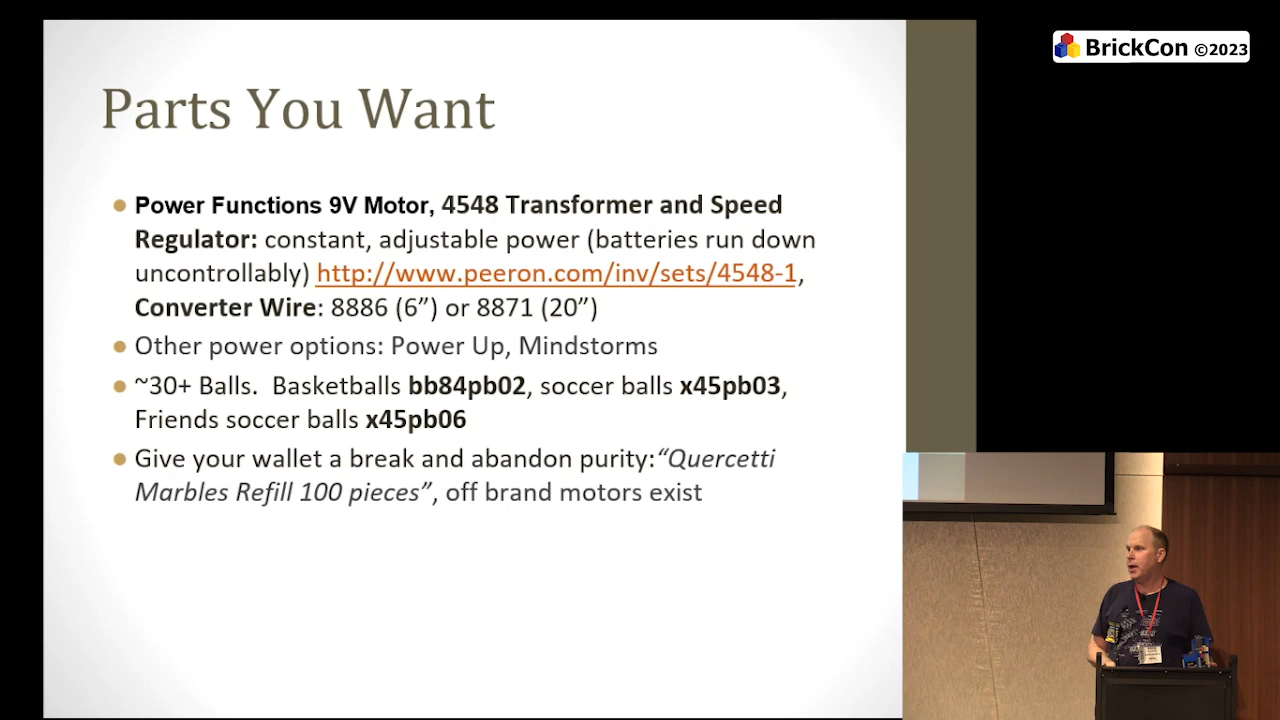 BrickCon ©2023
Parts You Want
Power Functions 9V Motor, 4548 Transformer and Speed
Regulator: constant, adjustable power (batteries run down
uncontrollably) http://www.peeron.com/inv/sets/4548-1,
Converter Wire: 8886 (6”) or 8871 (20”)
Other power options: Power Up, Mindstorms
~30+ Balls.  Basketballs bb84pb02, soccer balls x45pb03,
Friends soccer balls x45pb06
Give your wallet a break and abandon purity:“Quercetti
Marbles Refill 100 pieces”, off brand motors exist